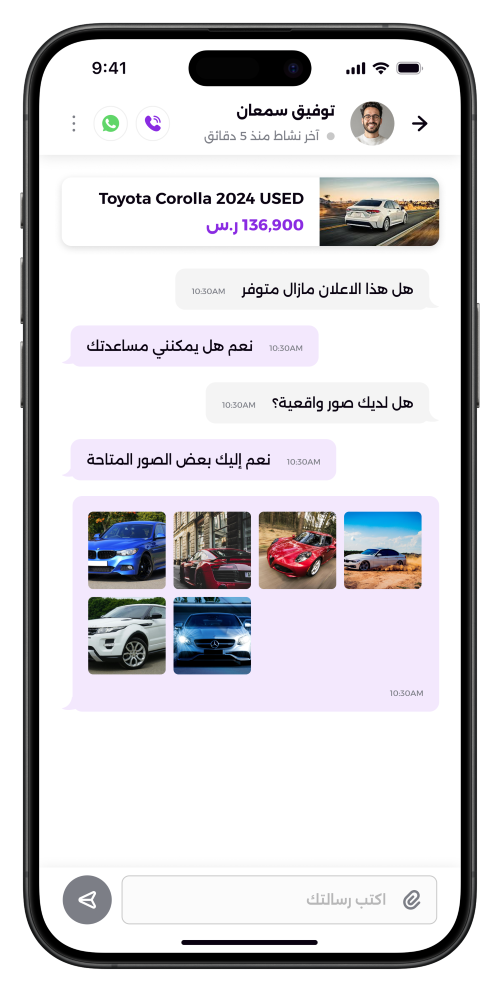 9:41
توفيق سمعان
آخر نشاط منذ 5 دقائق
Toyota Corolla 2024 USED
136,900 ر.س
هل هذا الاعلان مازال متوفر 10:30AM
نعم هل يمكنني مساعدتك 10:30AM
هل لديك صور واقعية؟ 10:30AM
نعم إليك بعض الصور المتاحة 10:30AM
10:30AM
اكتب رسالتك